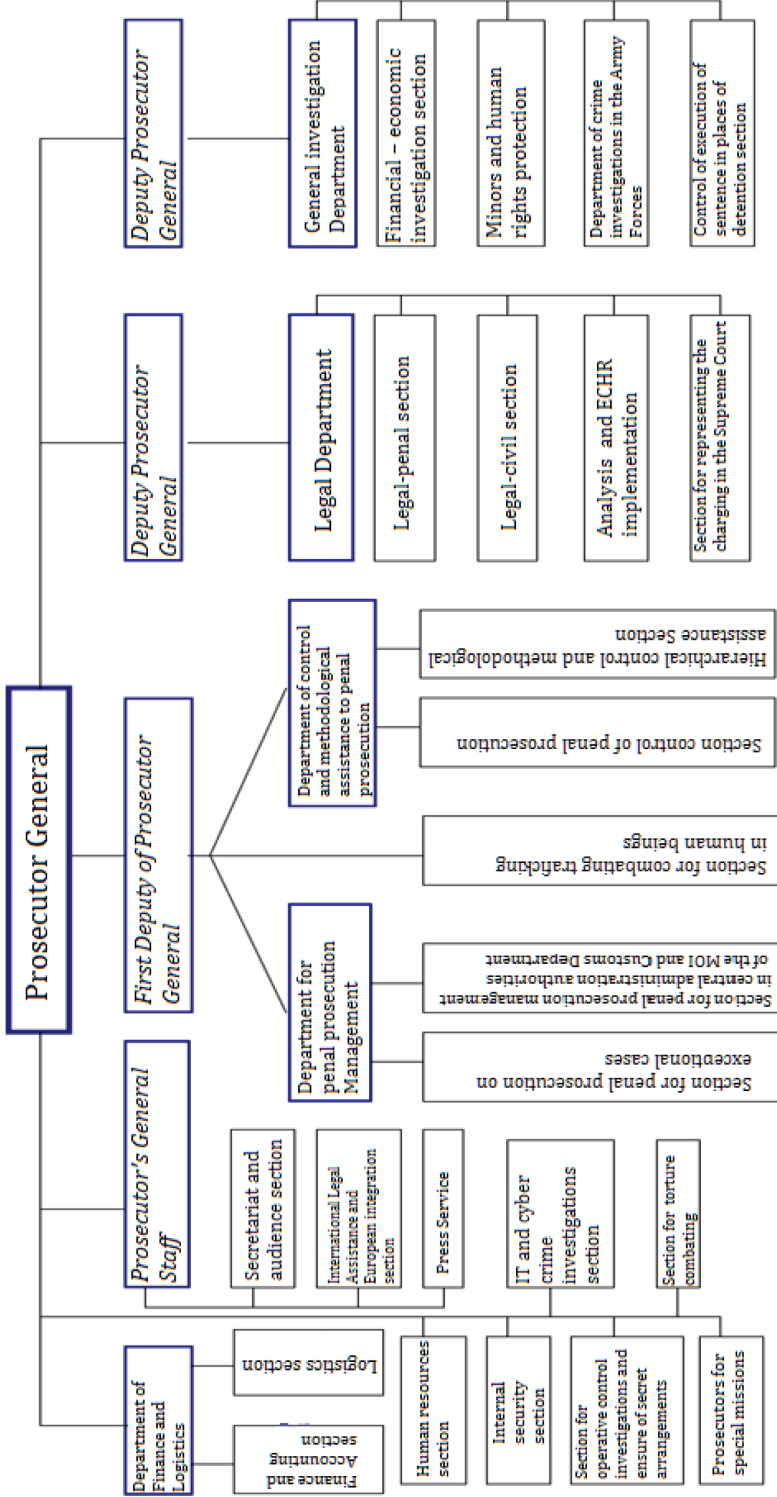 Prosecutor General
Department of
Finance and
Logistics
Prosecutor's General
Staff
First Deputy of Prosecutor
General
Deputy Prosecutor
General
Deputy Prosecutor
General
Finance and
Accounting
section
Logistics section
Human resources
section
Internal
security
section
Section for
operative control
investigations and
ensure of secret
arrangements
Prosecutors for
special missions
Secretariat and
audience section
International Legal
Assistance and
European integration
section
Press Service
IT and cyber
crime
investigations
section
Section for torture
combating
Department for
penal prosecution
Management
Section for penal prosecution on
exceptional cases
Section for penal prosecution management
in central administration authorities
of the MOI and Customs Department
Section for combating traficking
in human beings
Department of control
and methodological
assistance to penal
prosecution
Section control of penal prosecution
Hierarchical control and methodological
assistance Section
Legal Department
Legal-penal section
Legal-civil section
Analysis and ECHR
implementation
Section for representing the
charging in the Supreme Court
General investigation
Department
Financial – economic
investigation section
Minors and human
rights protection
Department of crime
investigations in the Army
Forces
Control of execution of
sentence in places of
detention section